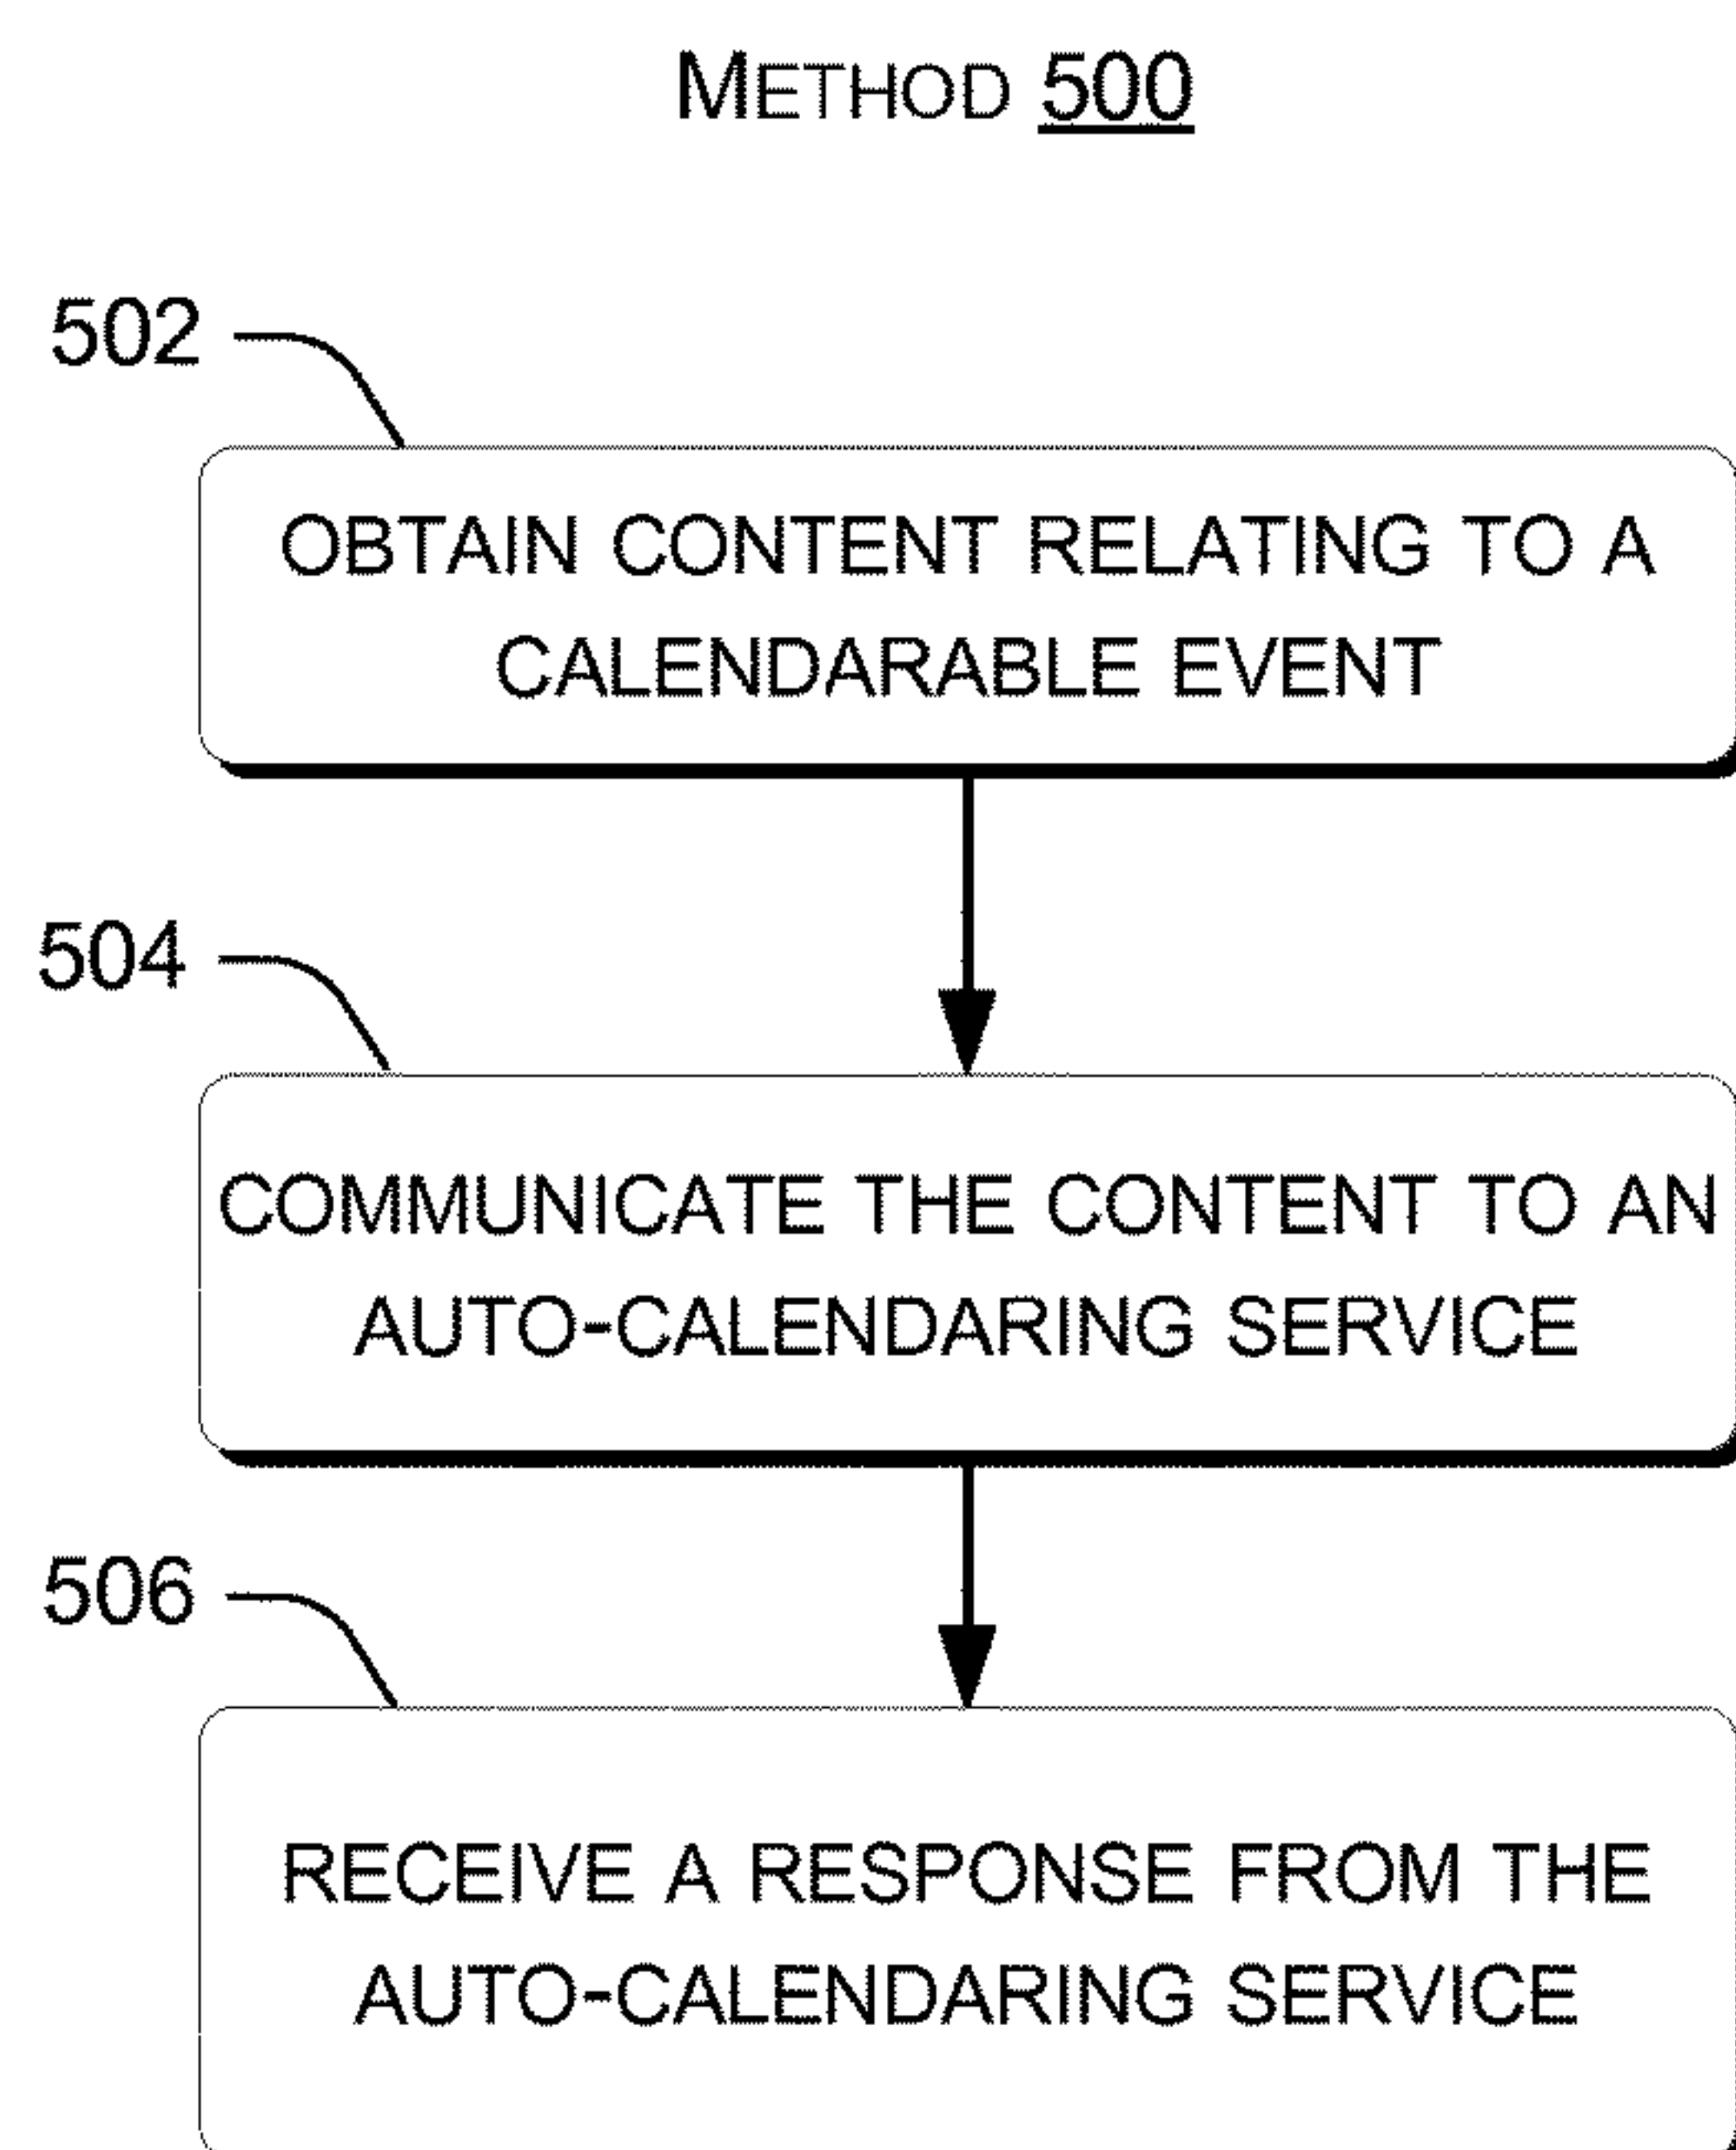 METHOD 500
502
OBTAIN CONTENT RELATING TO A
CALENDARABLE EVENT
504
COMMUNICATE THE CONTENT TO AN
AUTO-CALENDARING SERVICE
506
RECEIVE A RESPONSE FROM THE
AUTO-CALENDARING SERVICE